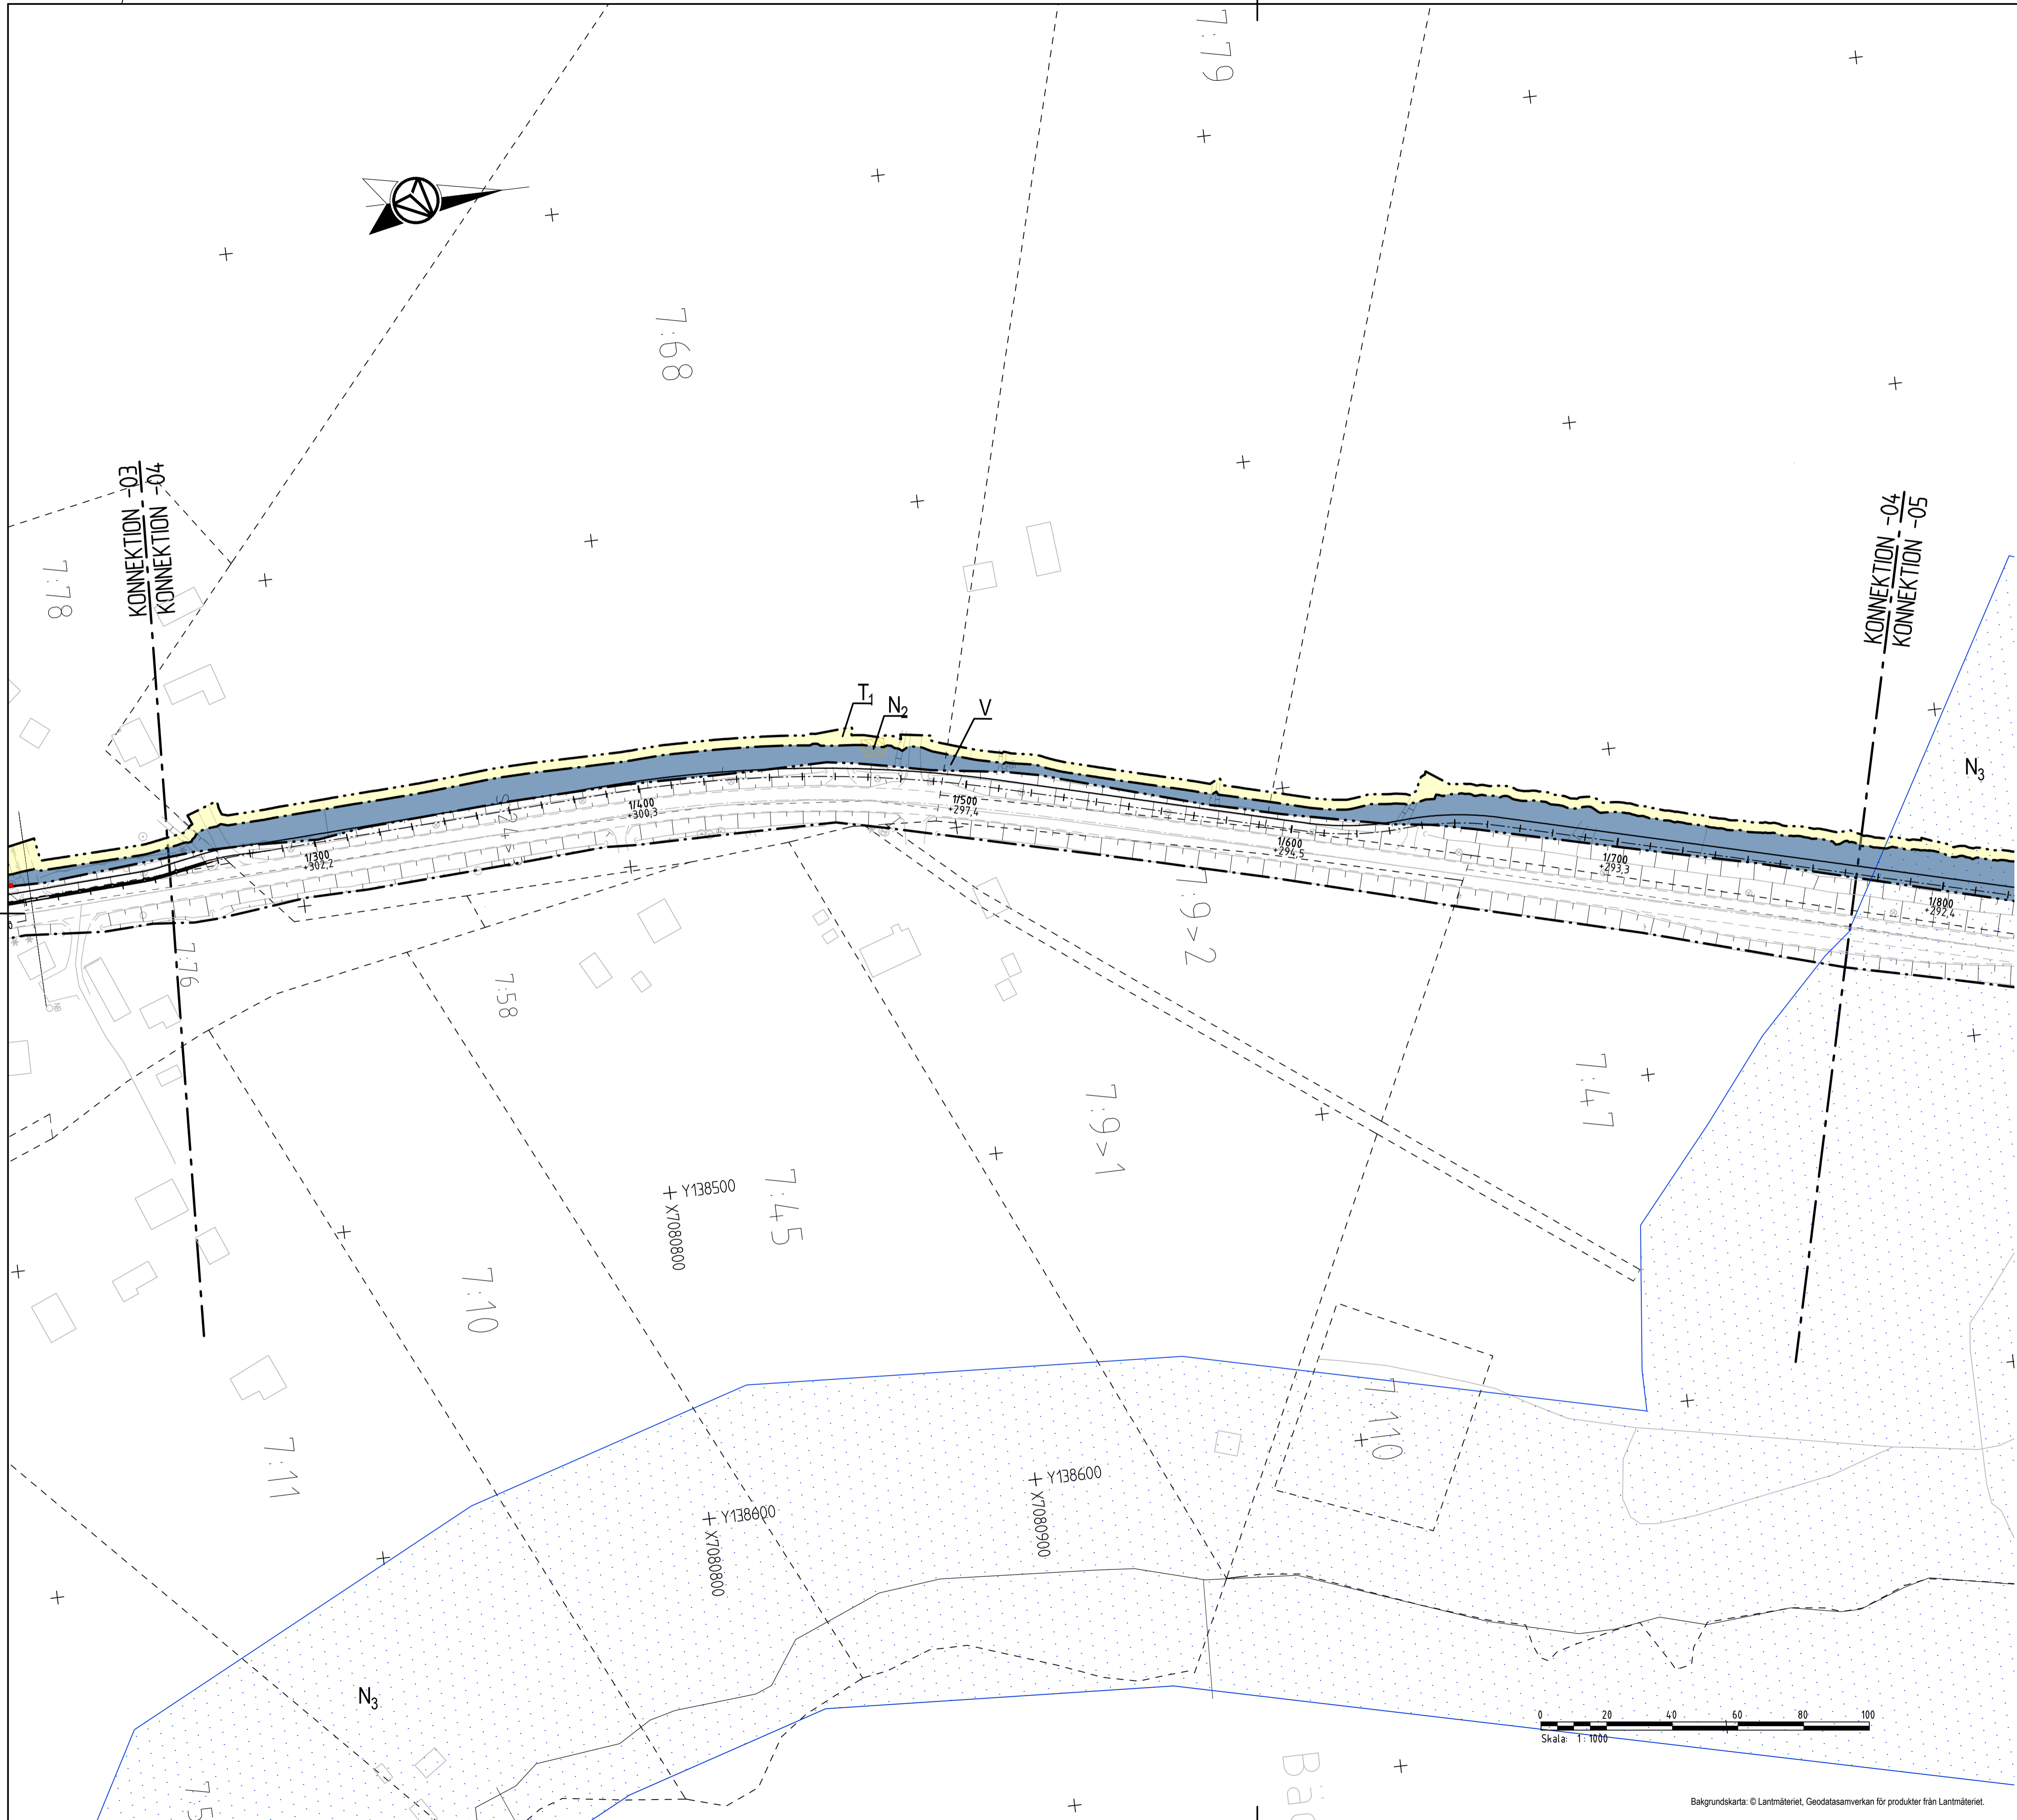 7:79
7:68
KONNEKTION -03
KONNEKTION -04
KONNEKTION -04
KONNEKTION -05
7:78
T1
N2
V
N3
S:24>
1/300
+302,2
1/400
+300,3
1/500
+297,4
1/600
+294,5
1/700
+293,3
1/800
+292,4
7:76
7:58
7:9>2
7:9>1
7:47
Y138500
X7080800
7:45
7:10
7:110
7:11
Y138600
X7080900
Y138600
X7080800
N3
0 20 40 60 80 100
Skala: 1:1000
Bakgrundskarta: © Lantmäteriet, Geodatasamverkan för produkter från Lantmäteriet.